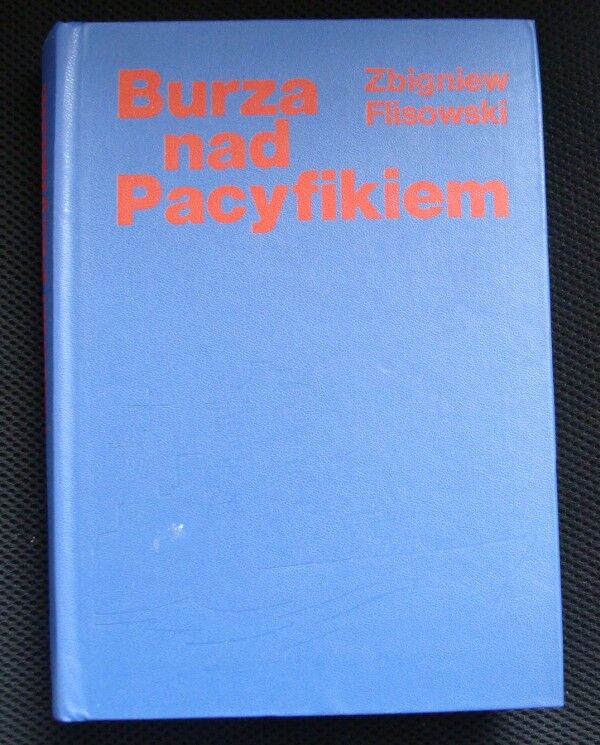 Burza
nad
Pacyfikiem
Zbigniew
Flisowski